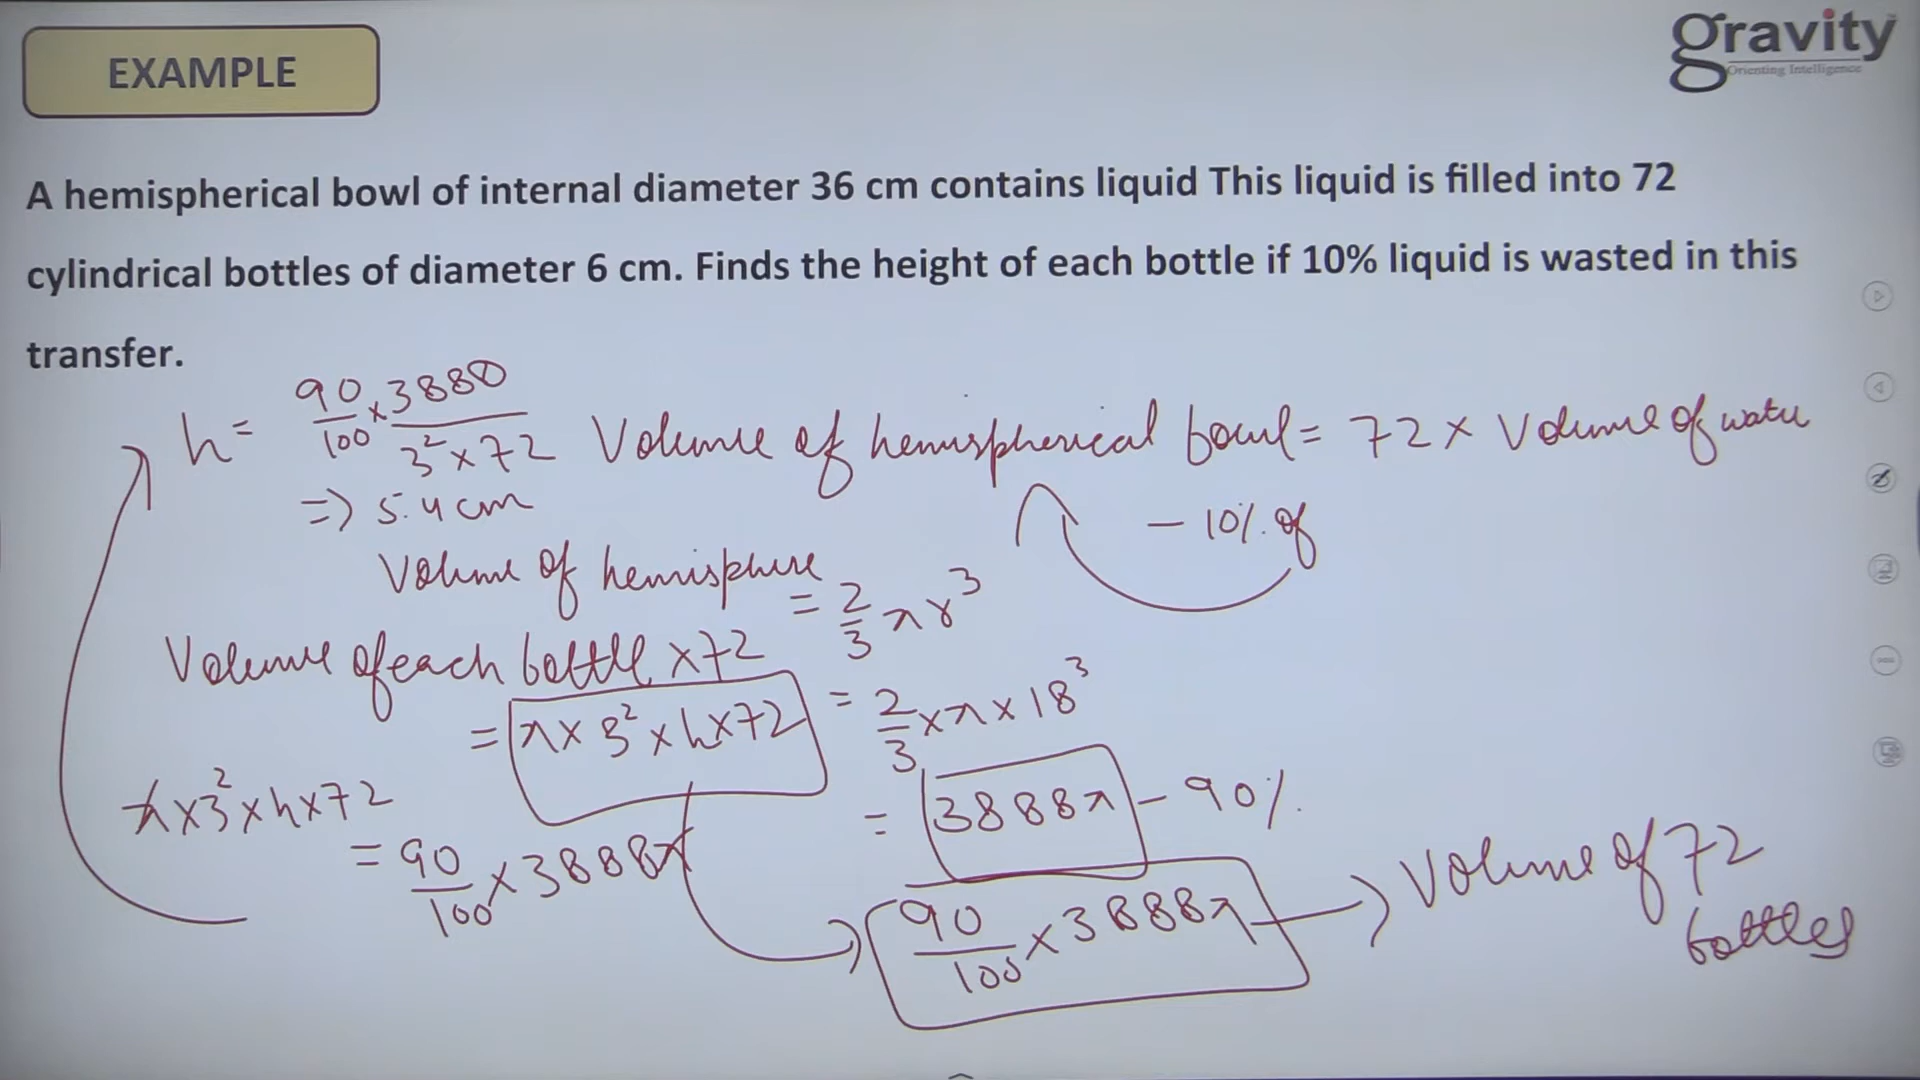 EXAMPLE
gravity
Orienting Intelligence
A hemispherical bowl of internal diameter 36 cm contains liquid This liquid is filled into 72
cylindrical bottles of diameter 6 cm. Finds the height of each bottle if 10% liquid is wasted in this
transfer.
h = 90/100 × 3880/3² × 72
=> 5.4 cm
Volume of hemispherical bowl = 72 × Volume of water
- 10% of
Volume of hemisphere
= 2/3 πr³
= 2/3 × π × 18³
= 3888π - 90%
90/100 × 3888π → Volume of 72
bottles
Volume of each bottle × 72
= π × 3² × h × 72
π × 3² × h × 72
= 90/100 × 3888π